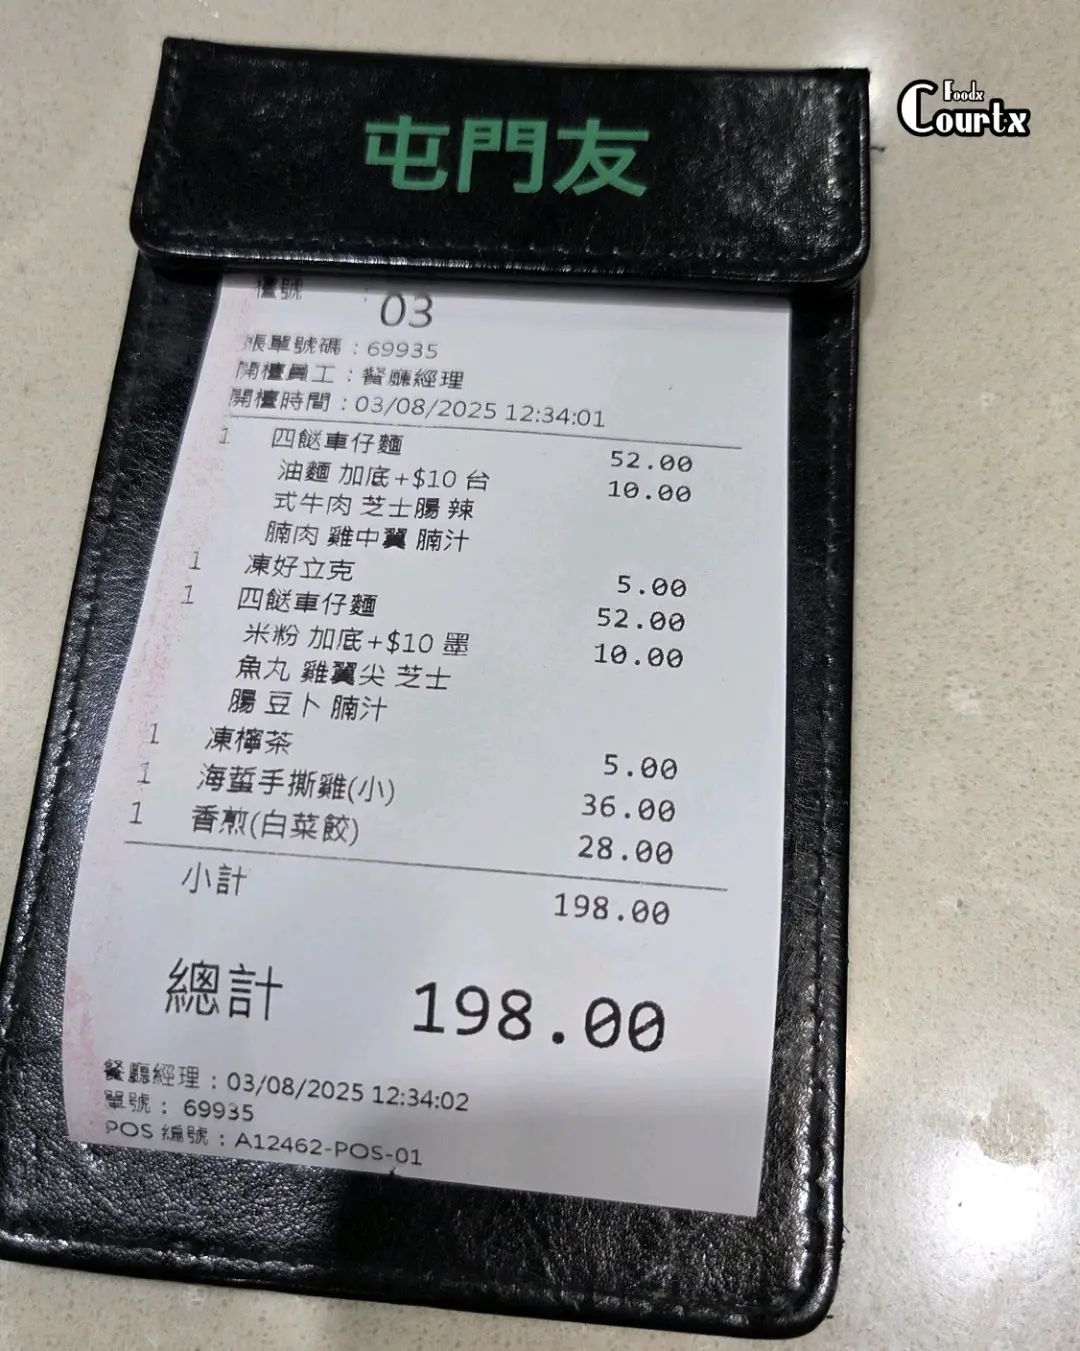 屯門友
Foodx
Courtx
檯號 : 03
賬單號碼 : 69935
開檯員工 : 餐廳經理
開檯時間 : 03/08/2025 12:34:01
1 四餸車仔麵 52.00
油麵 加底+$10 台 10.00
式牛肉 芝士腸 辣
腩肉 雞中翼 腩汁
1 凍好立克 5.00
1 四餸車仔麵 52.00
米粉 加底+$10 墨 10.00
魚丸 雞翼尖 芝士
腸 豆卜 腩汁
1 凍檸茶 5.00
1 海蜇手撕雞(小) 36.00
1 香煎(白菜餃) 28.00
小計 198.00
總計 198.00
餐廳經理 : 03/08/2025 12:34:02
單號 : 69935
POS 編號 : A12462-POS-01